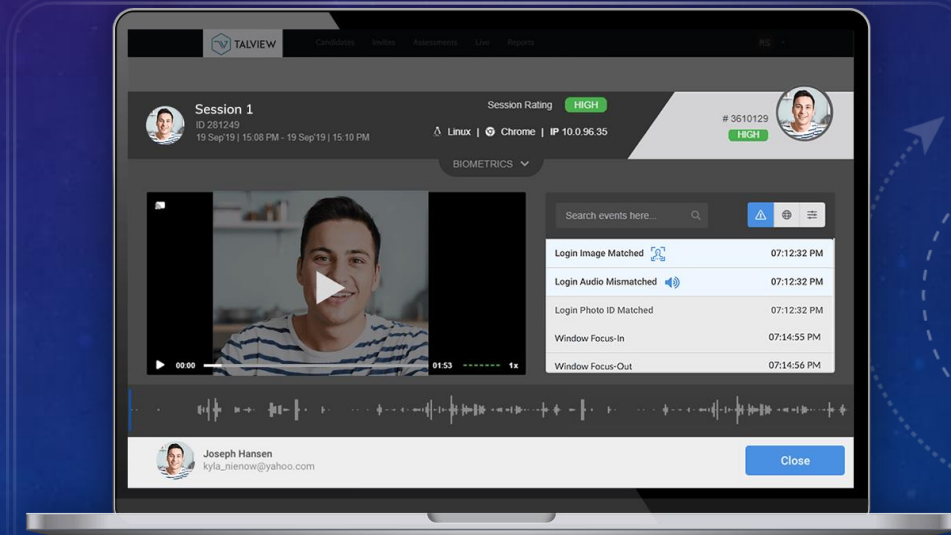 TALVIEW
Candidates Invites Assessments Live Reports
Session 1
ID 281249
19 Sep'19 | 15:08 PM - 19 Sep'19 | 15:10 PM
Session Rating HIGH
Linux | Chrome | IP 10.0.96.35
# 3610129
HIGH
BIOMETRICS
Search events here...
Login Image Matched 07:12:32 PM
Login Audio Mismatched 07:12:32 PM
Login Photo ID Matched 07:12:32 PM
Window Focus-In 07:14:55 PM
Window Focus-Out 07:14:56 PM
00:00 01:53 1x
Joseph Hansen
kyla_nienow@yahoo.com
Close